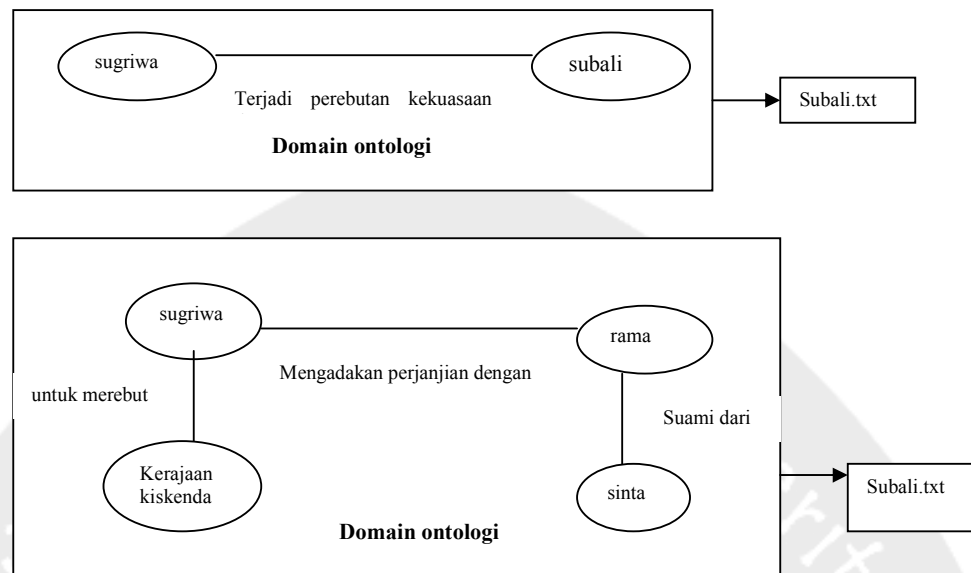 sugriwa
subali
Terjadi perebutan kekuasaan
Subali.txt
Domain ontologi
sugriwa
rama
Mengadakan perjanjian dengan
untuk merebut
Suami dari
Kerajaan
kiskenda
sinta
Subali.txt
Domain ontologi